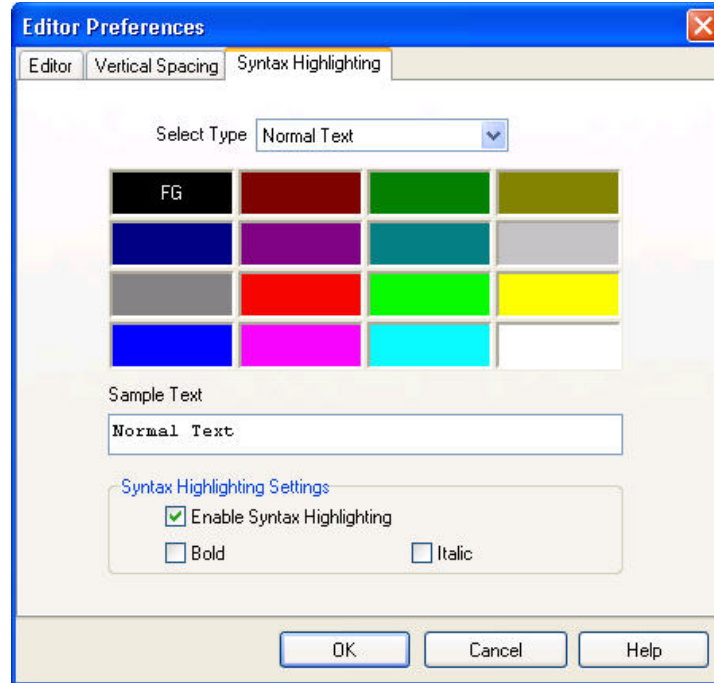 Editor Preferences
Editor Vertical Spacing Syntax Highlighting
Select Type Normal Text
FG
Sample Text
Normal Text
Syntax Highlighting Settings
Enable Syntax Highlighting
Bold Italic
OK Cancel Help